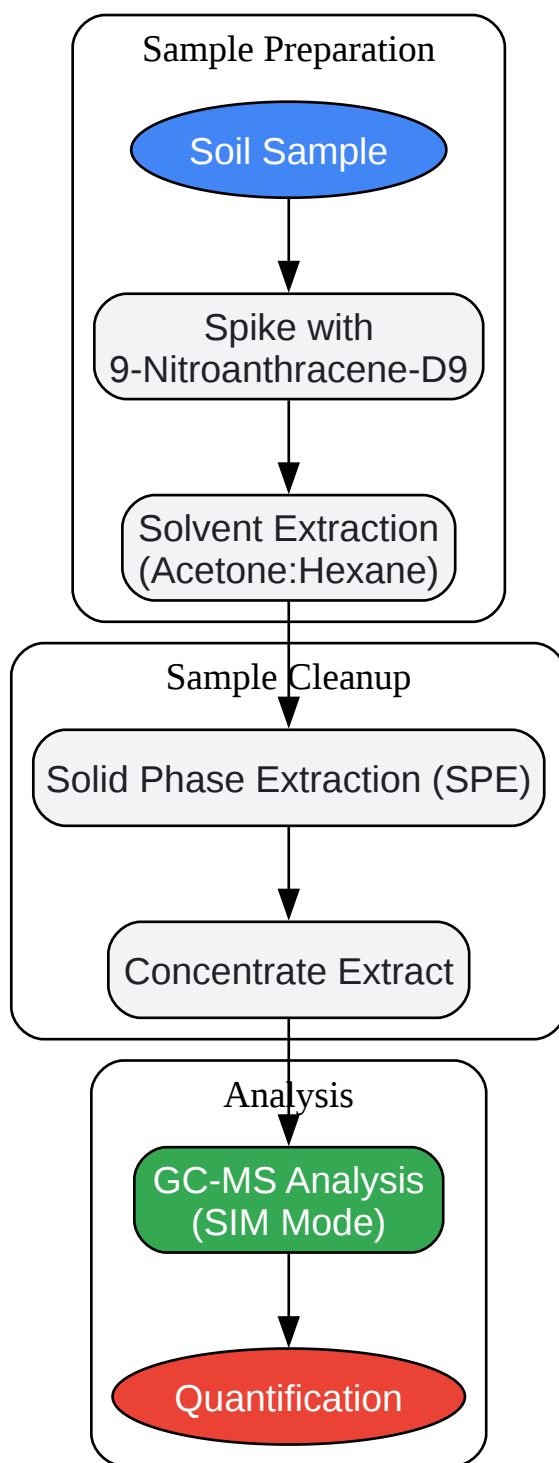 Sample Preparation
Soil Sample
Spike with
9-Nitroanthracene-D9
Solvent Extraction
(Acetone:Hexane)
Sample Cleanup
Solid Phase Extraction (SPE)
Concentrate Extract
Analysis
GC-MS Analysis
(SIM Mode)
Quantification